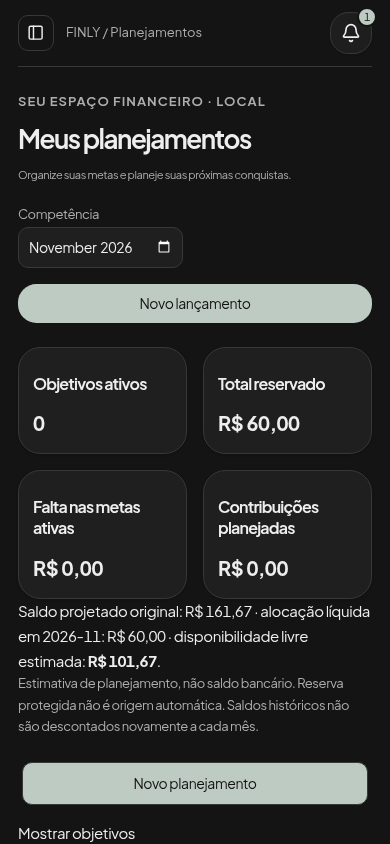 FINLY / Planejamentos
1
SEU ESPAÇO FINANCEIRO · LOCAL
Meus planejamentos
Organize suas metas e planeje suas próximas conquistas.
Competência
November 2026
Novo lançamento
Objetivos ativos
0
Total reservado
R$ 60,00
Falta nas metas
ativas
R$ 0,00
Contribuições
planejadas
R$ 0,00
Saldo projetado original: R$ 161,67 · alocação líquida
em 2026-11: R$ 60,00 · disponibilidade livre
estimada: R$ 101,67.
Estimativa de planejamento, não saldo bancário. Reserva
protegida não é origem automática. Saldos históricos não
são descontados novamente a cada mês.
Novo planejamento
Mostrar objetivos